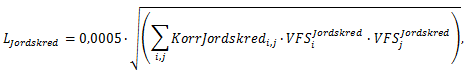 L_Jordskred = 0,0005 · √(∑_{i,j} KorrJordskred_{i,j} · VFS_i^{Jordskred} · VFS_j^{Jordskred}),